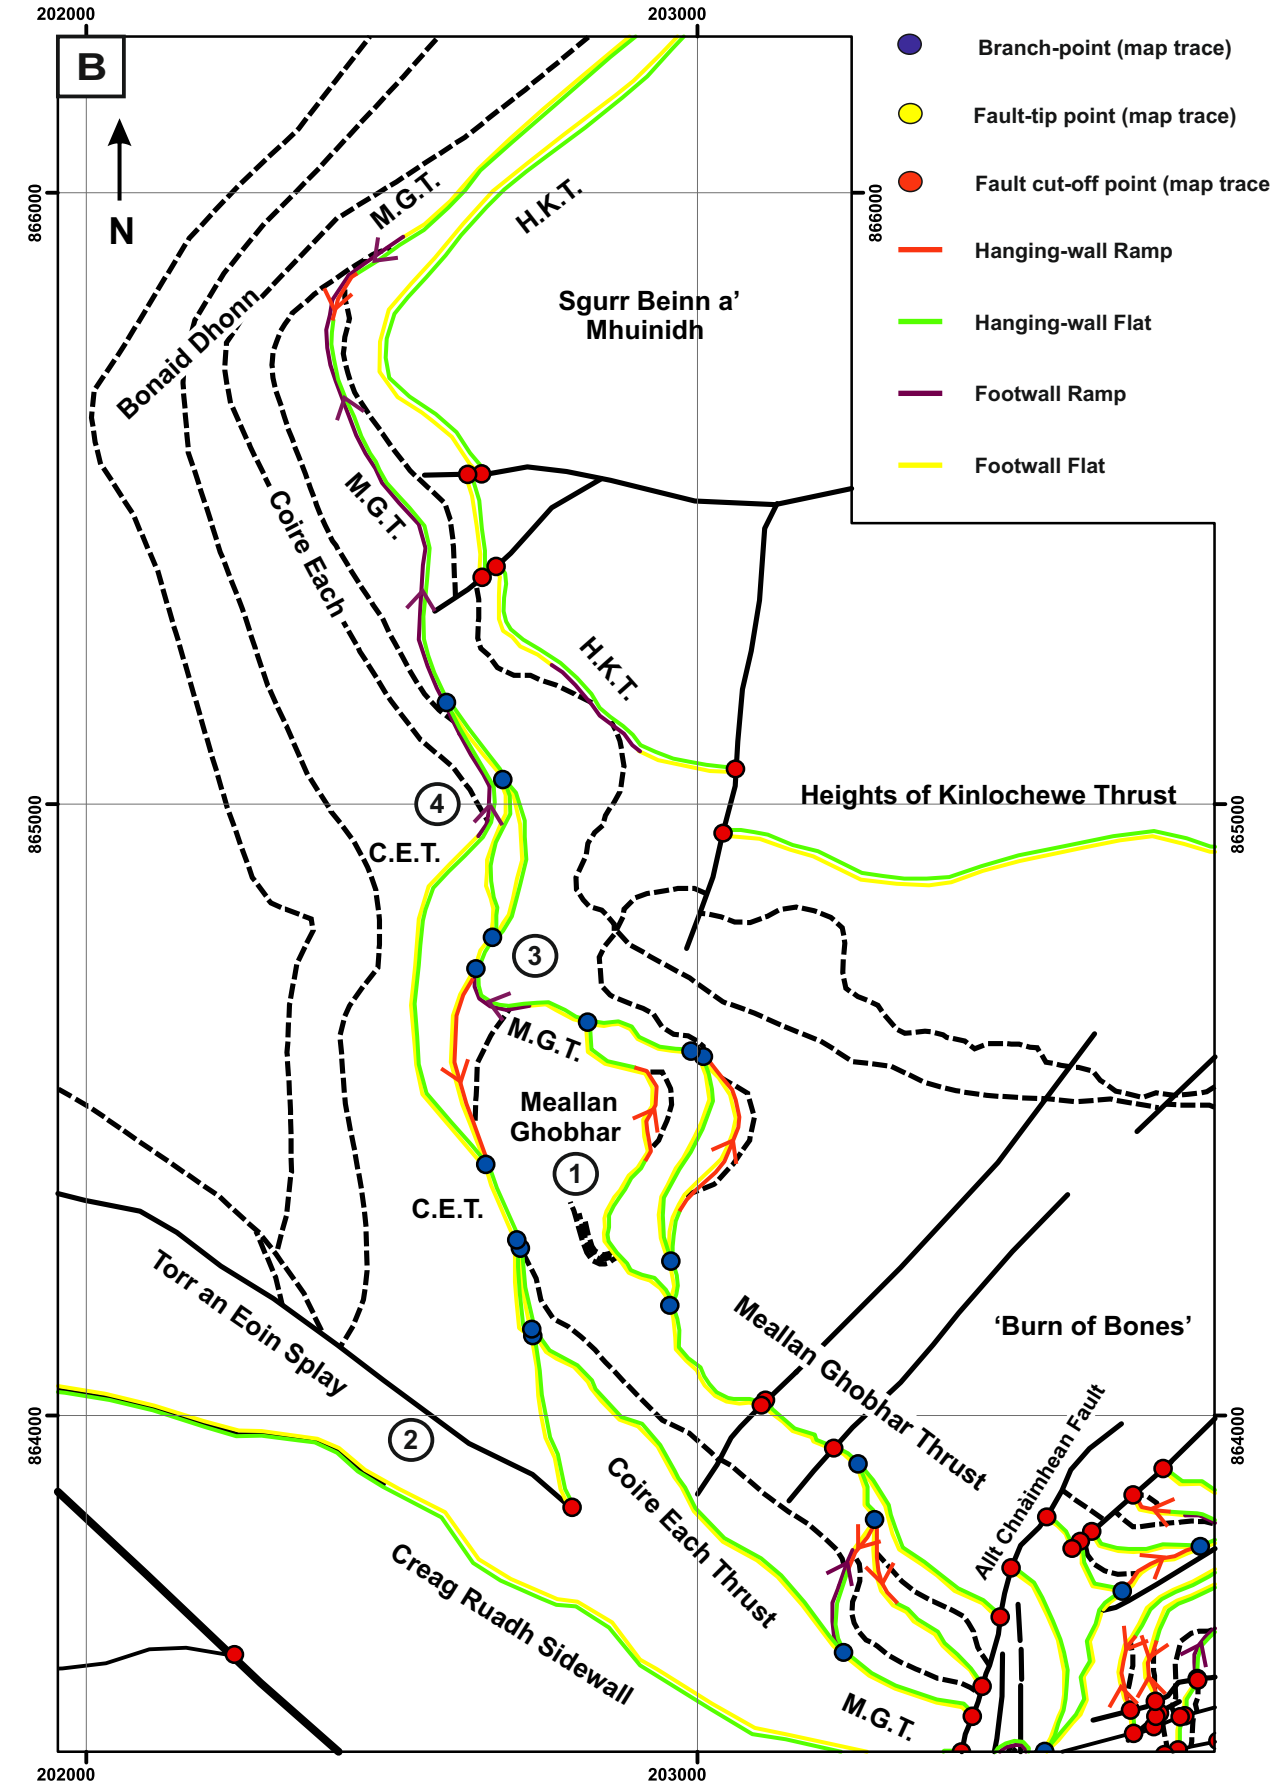 202000
203000
B
N
866000
866000
Branch-point (map trace)
Fault-tip point (map trace)
Fault cut-off point (map trace
Hanging-wall Ramp
Hanging-wall Flat
Footwall Ramp
Footwall Flat
M.G.T.
H.K.T.
Sgurr Beinn a’
Mhuinidh
Bonaid Dhonn
M.G.T.
Coire Each
H.K.T.
865000
865000
4
Heights of Kinlochewe Thrust
C.E.T.
3
M.G.T.
Meallan
Ghobhar
1
C.E.T.
Torr an Eoin Splay
Meallan Ghobhar Thrust
‘Burn of Bones’
864000
864000
2
Allt Chnàimhean Fault
Coire Each Thrust
Creag Ruadh Sidewall
M.G.T.
202000
203000